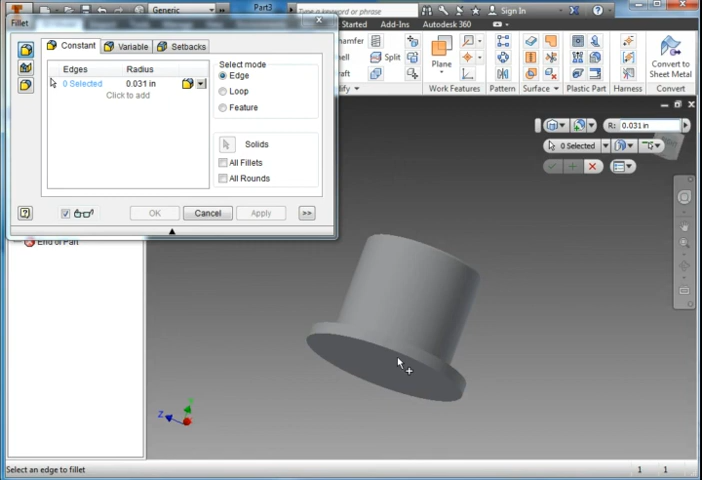 Generic
Part3
Type a keyword or phrase
Sign In
Fillet
Started Add-Ins Autodesk 360
Constant Variable Setbacks
Edges Radius
0 Selected 0.031 in
Click to add
Select mode
Edge
Loop
Feature
Solids
All Fillets
All Rounds
OK Cancel Apply >>
hamfer
hell Split
raft
Plane
Convert to
Sheet Metal
ify Work Features Pattern Surface Plastic Part Harness Convert
R: 0.031 in
0 Selected
End of Part
Z Y
Select an edge to fillet 1 1